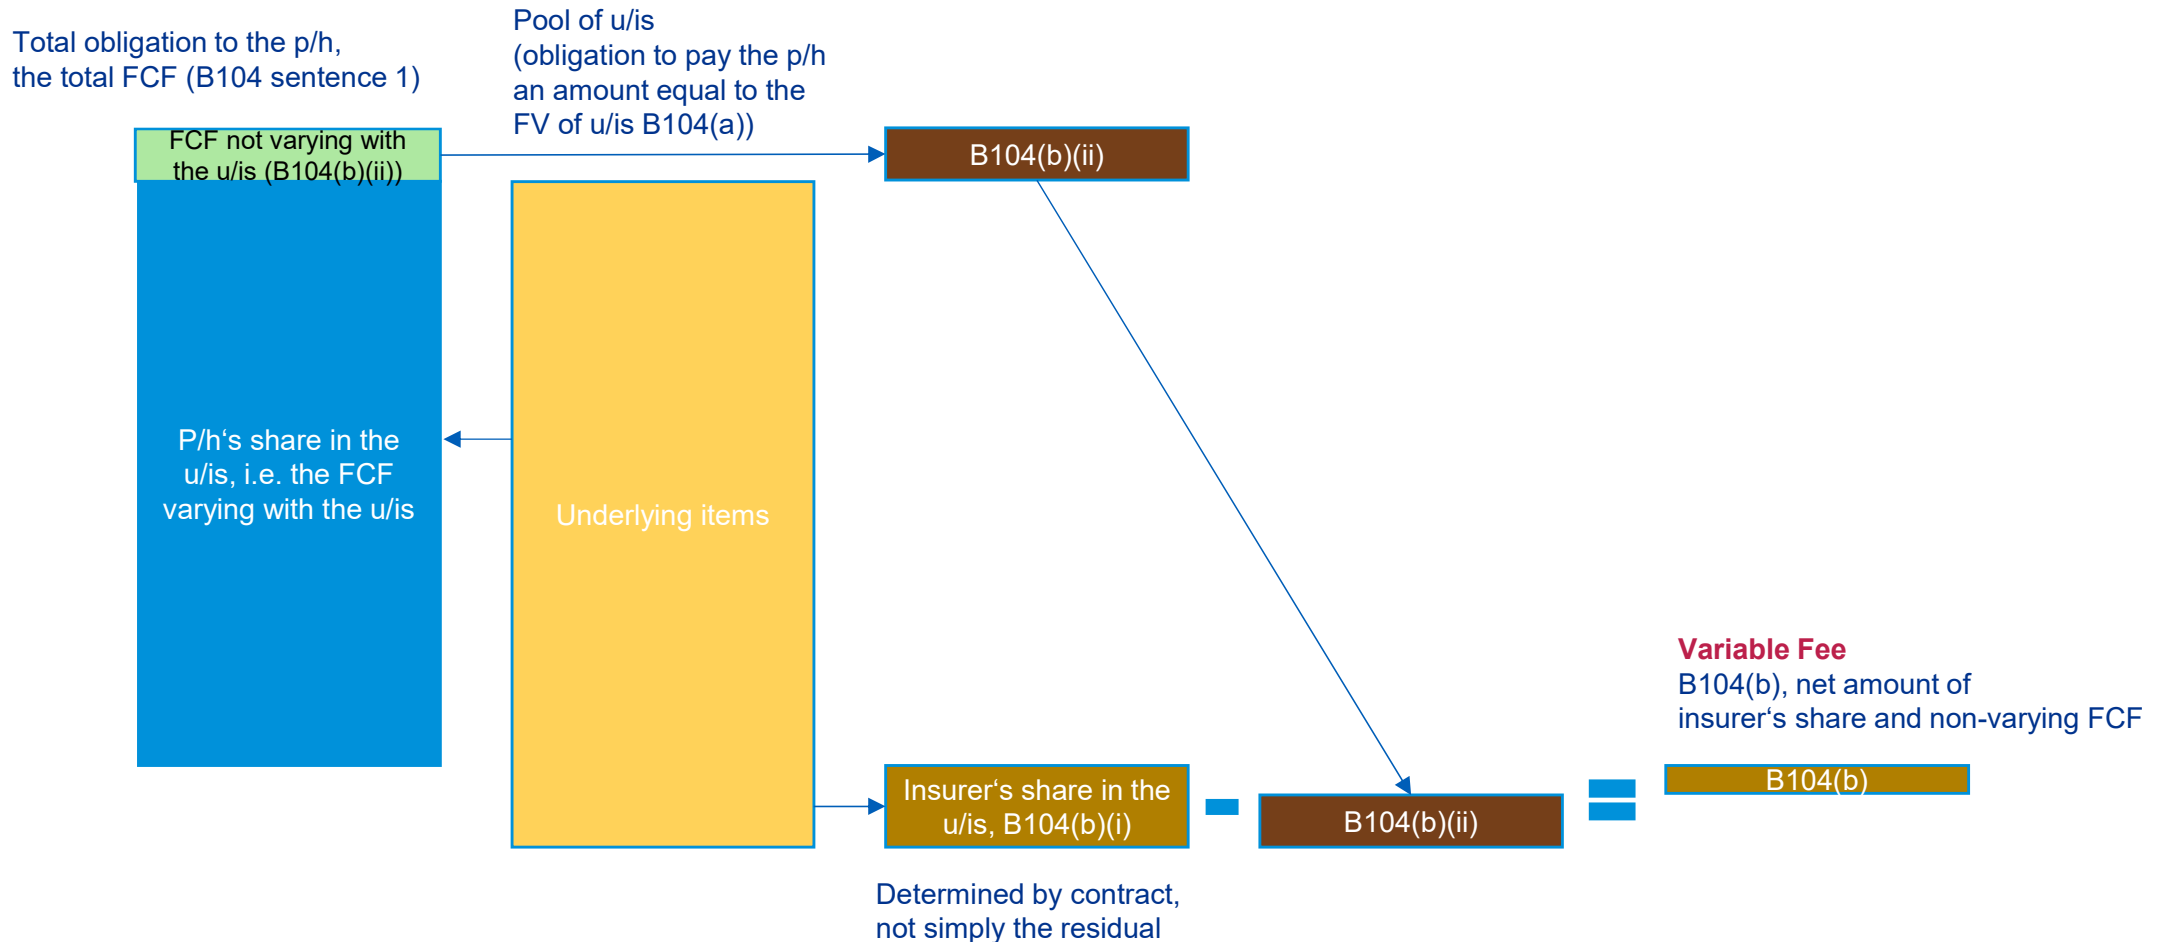 Total obligation to the p/h,
the total FCF (B104 sentence 1)
Pool of u/is
(obligation to pay the p/h
an amount equal to the
FV of u/is B104(a))
FCF not varying with
the u/is (B104(b)(ii))
B104(b)(ii)
P/h‘s share in the
u/is, i.e. the FCF
varying with the u/is
Underlying items
Variable Fee
B104(b), net amount of
insurer‘s share and non-varying FCF
Insurer‘s share in the
u/is, B104(b)(i)
B104(b)(ii)
B104(b)
Determined by contract,
not simply the residual